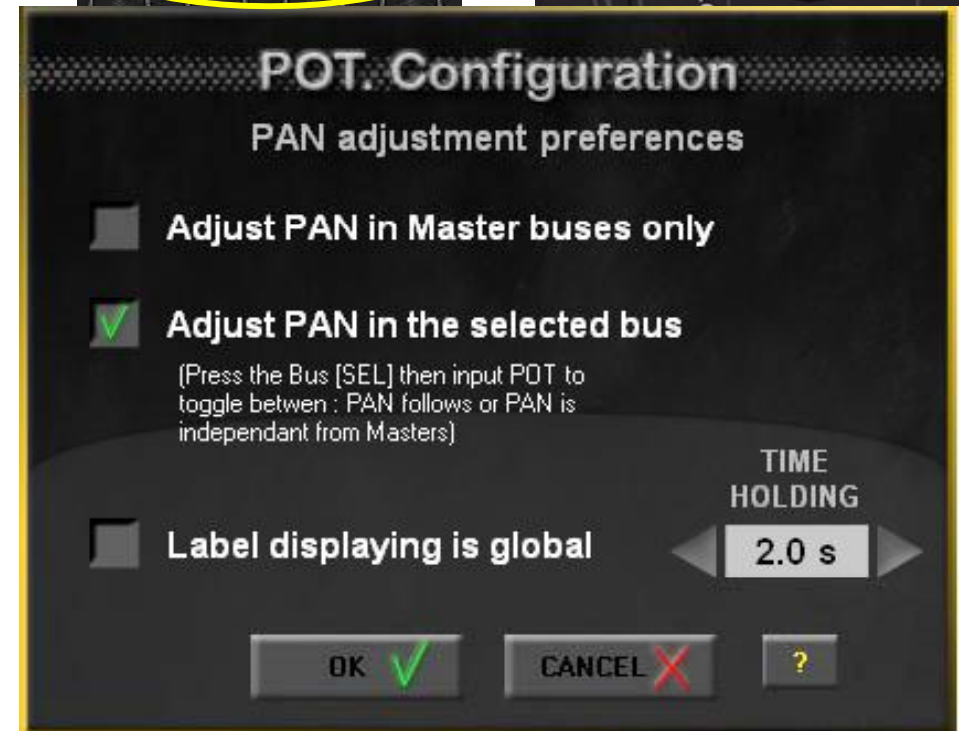 POT. Configuration
PAN adjustment preferences
Adjust PAN in Master buses only
Adjust PAN in the selected bus
(Press the Bus [SEL] then input POT to
toggle betwen : PAN follows or PAN is
independant from Masters)
TIME
HOLDING
Label displaying is global
2.0 s
OK
CANCEL
?